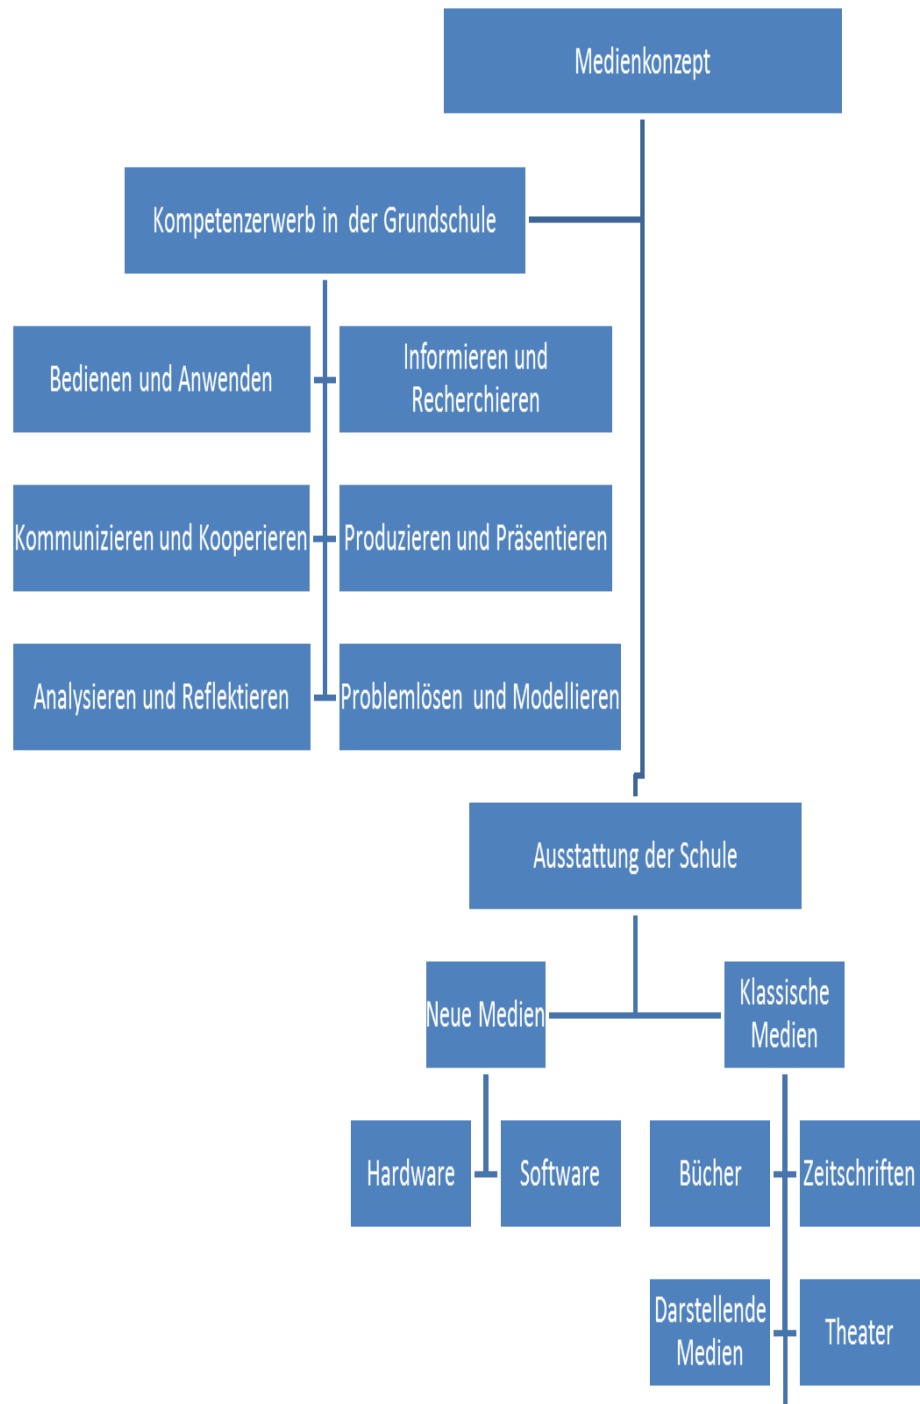 Medienkonzept
Kompetenzerwerb in der Grundschule
Bedienen und Anwenden
Informieren und
Recherchieren
Kommunizieren und Kooperieren
Produzieren und Präsentieren
Analysieren und Reflektieren
Problemlösen und Modellieren
Ausstattung der Schule
Neue Medien
Klassische
Medien
Hardware
Software
Bücher
Zeitschriften
Darstellende
Medien
Theater